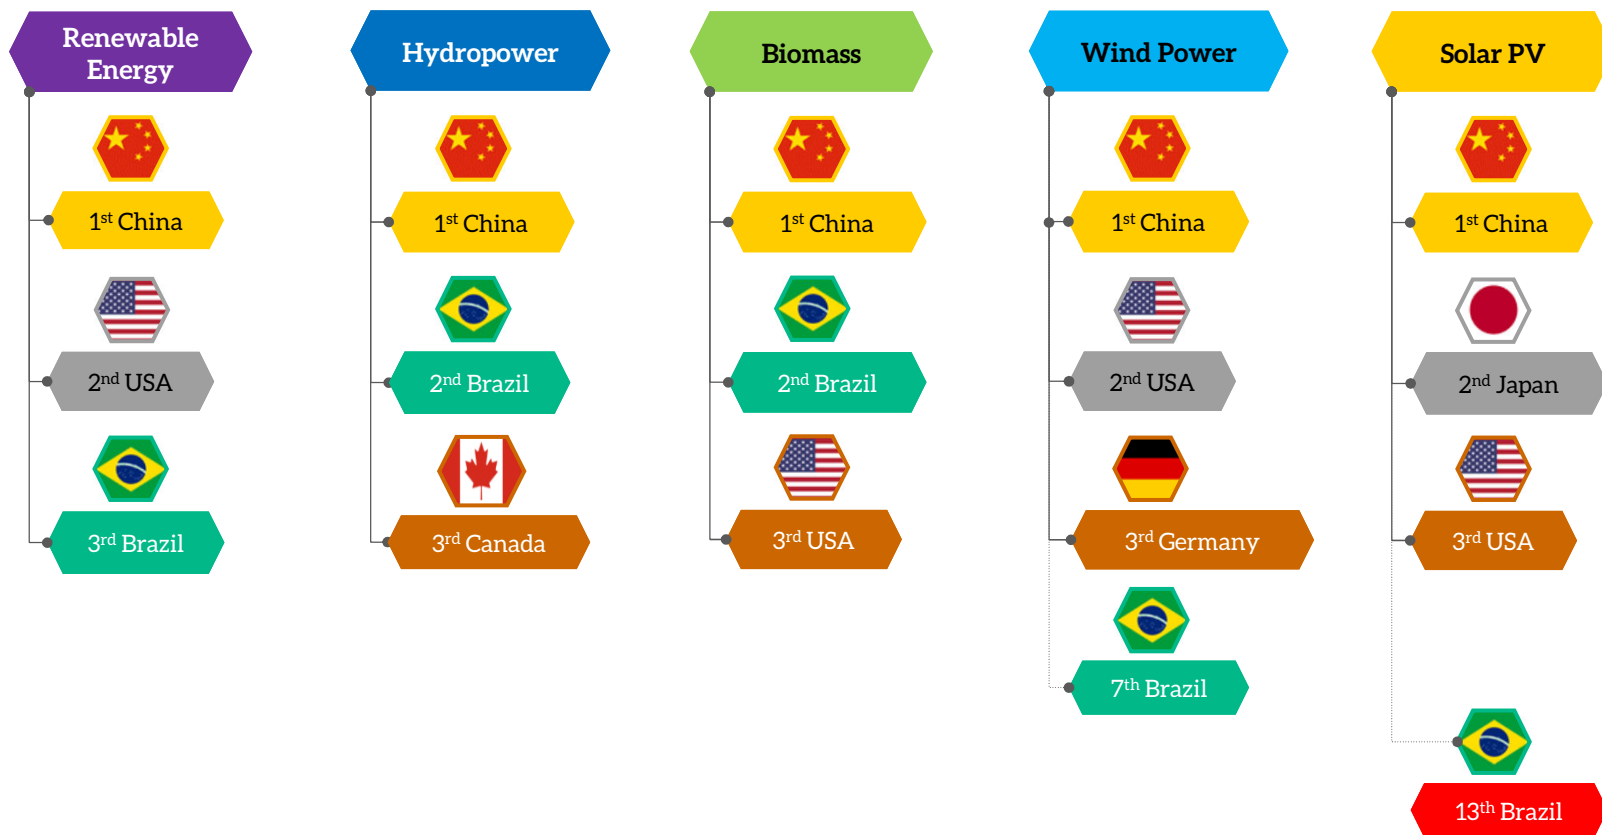 Renewable
Energy
1st China
2nd USA
3rd Brazil
Hydropower
1st China
2nd Brazil
3rd Canada
Biomass
1st China
2nd Brazil
3rd USA
Wind Power
1st China
2nd USA
3rd Germany
7th Brazil
Solar PV
1st China
2nd Japan
3rd USA
13th Brazil